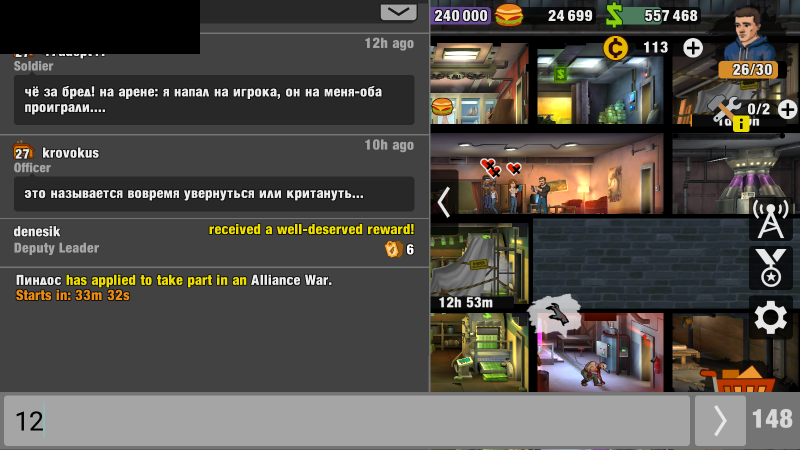 12h ago
Soldier
чё за бред! на арене: я напал на игрока, он на меня-оба
проиграли....
27 krovokus
10h ago
Officer
это называется вовремя увернуться или критануть...
denesik
received a well-deserved reward!
Deputy Leader
6
Пиндос has applied to take part in an Alliance War.
Starts in: 33m 32s
12
148
240 000
24 699
557 468
113
26/30
0/2
12h 53m